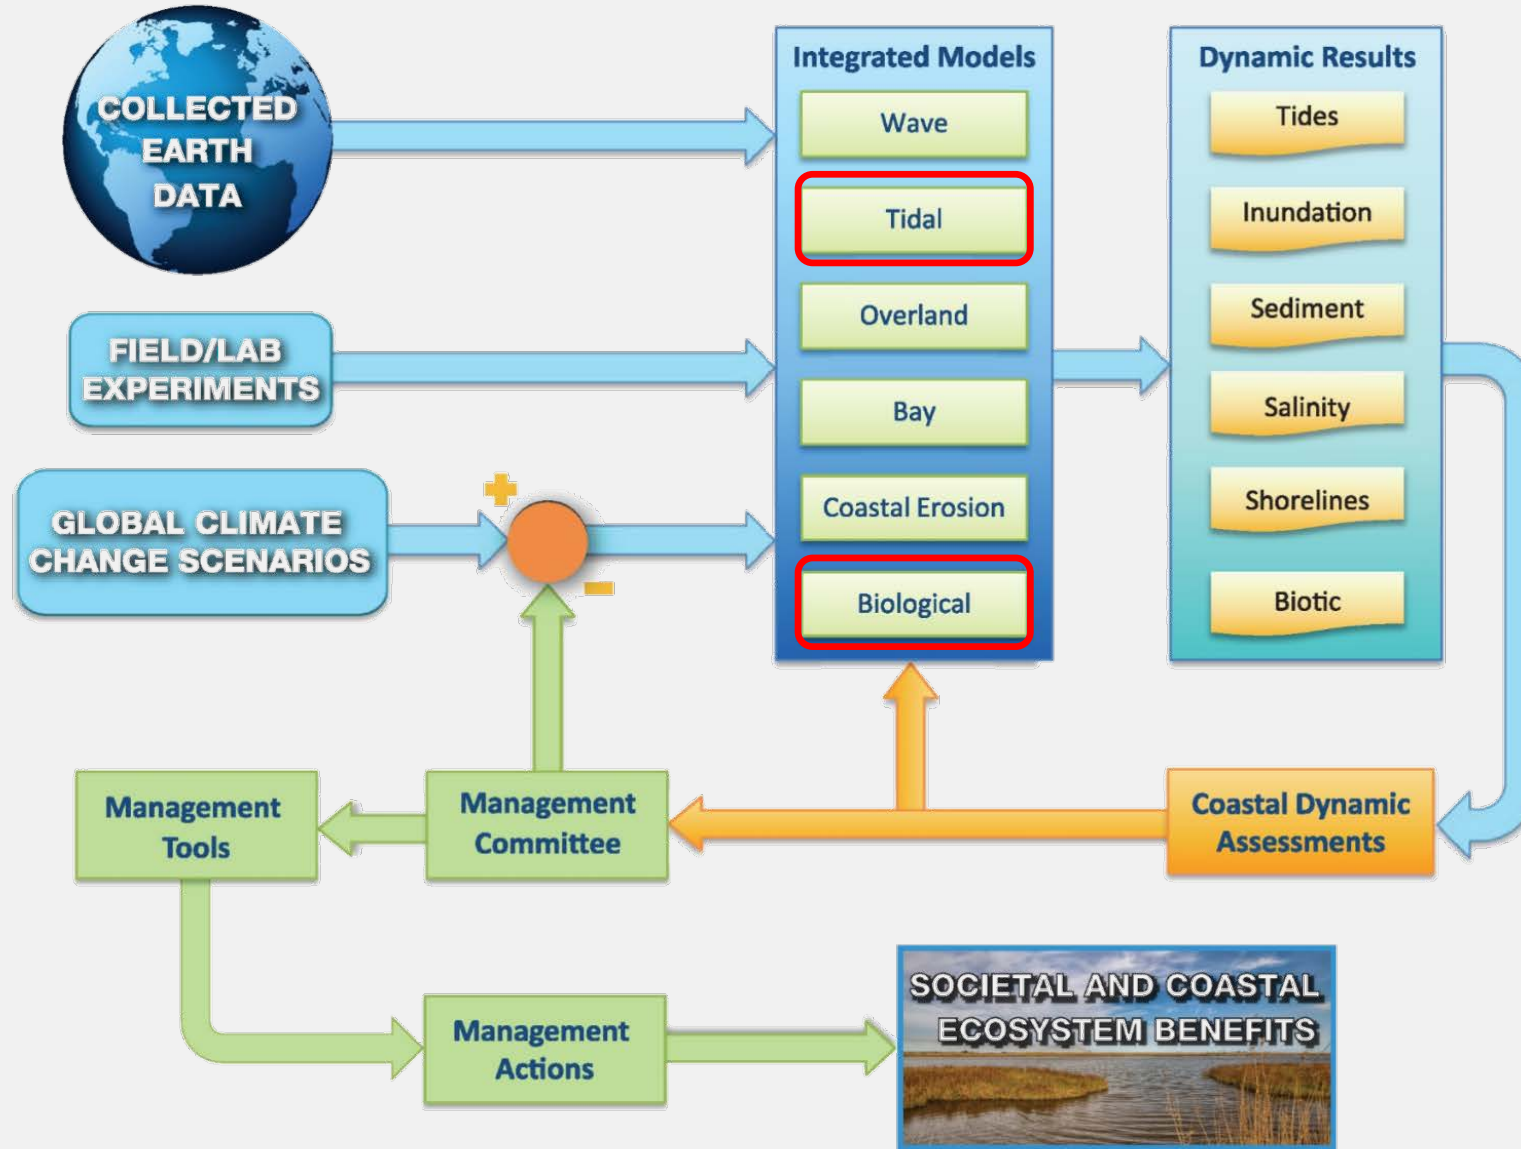 COLLECTED
EARTH
DATA
FIELD/LAB
EXPERIMENTS
GLOBAL CLIMATE
CHANGE SCENARIOS
+
-
Integrated Models
Wave
Tidal
Overland
Bay
Coastal Erosion
Biological
Dynamic Results
Tides
Inundation
Sediment
Salinity
Shorelines
Biotic
Coastal Dynamic
Assessments
Management
Committee
Management
Tools
Management
Actions
SOCIETAL AND COASTAL
ECOSYSTEM BENEFITS